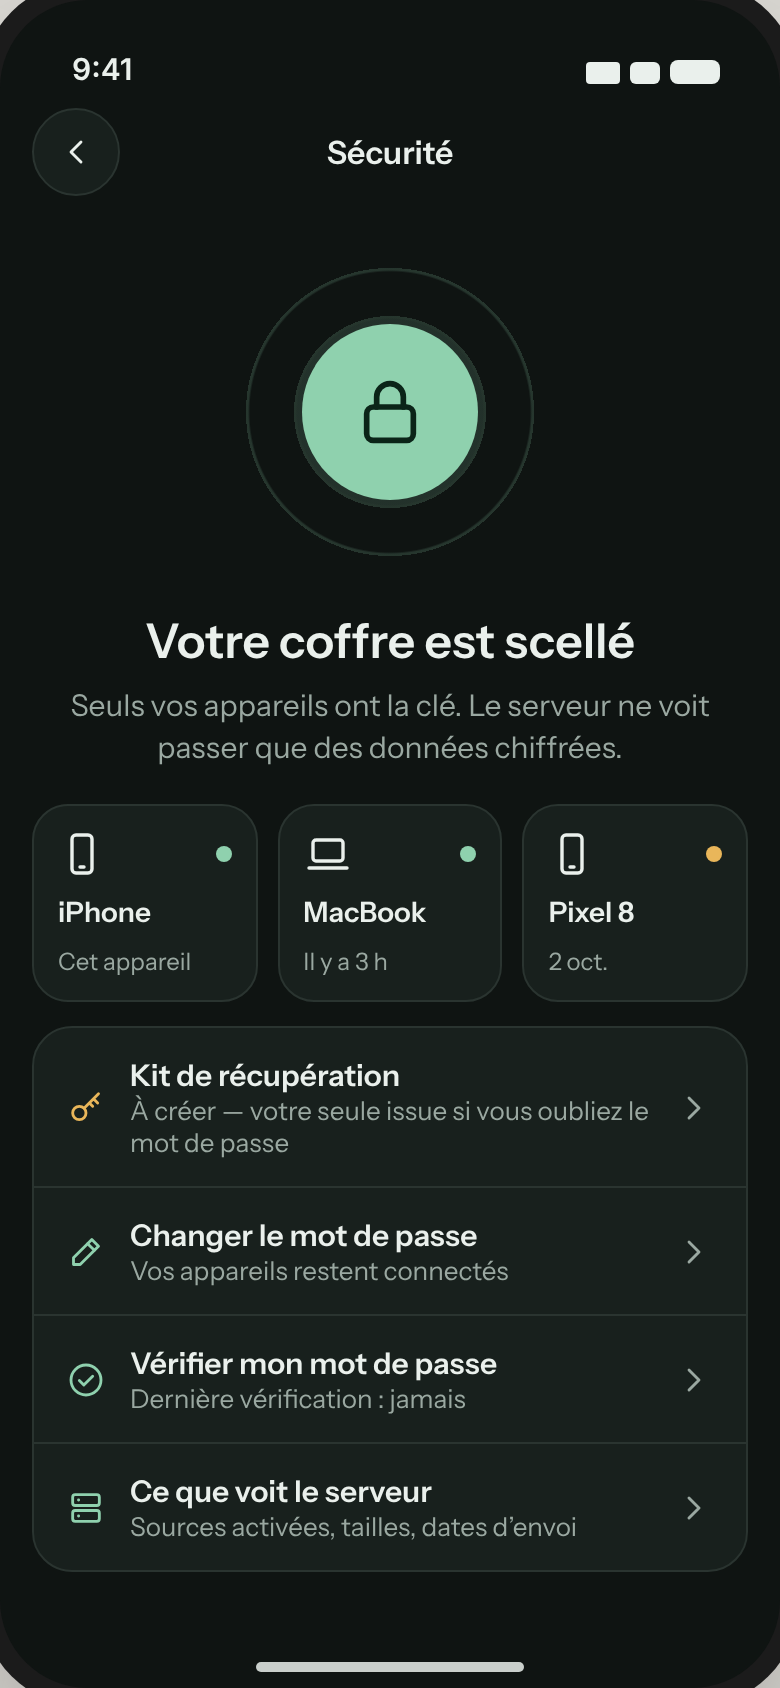 9:41
Sécurité
Votre coffre est scellé
Seuls vos appareils ont la clé. Le serveur ne voit
passer que des données chiffrées.
iPhone
Cet appareil
MacBook
Il y a 3 h
Pixel 8
2 oct.
Kit de récupération
À créer — votre seule issue si vous oubliez le
mot de passe
Changer le mot de passe
Vos appareils restent connectés
Vérifier mon mot de passe
Dernière vérification : jamais
Ce que voit le serveur
Sources activées, tailles, dates d’envoi